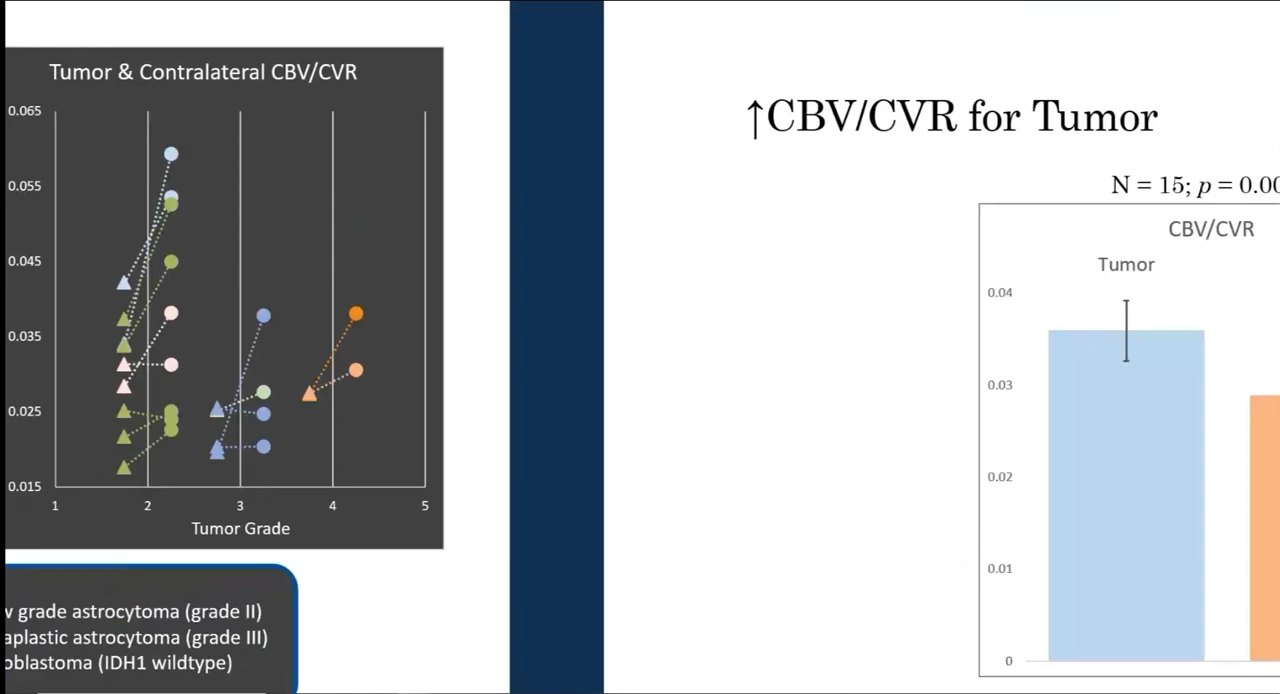 Tumor & Contralateral CBV/CVR
0.065
0.055
0.045
0.035
0.025
0.015
1 2 3 4 5
Tumor Grade
grade astrocytoma (grade II)
astrocytoma (grade III)
(IDH1 wildtype)
↑CBV/CVR for Tumor
N = 15; p = 0.00
CBV/CVR
Tumor
0.04
0.03
0.02
0.01
0